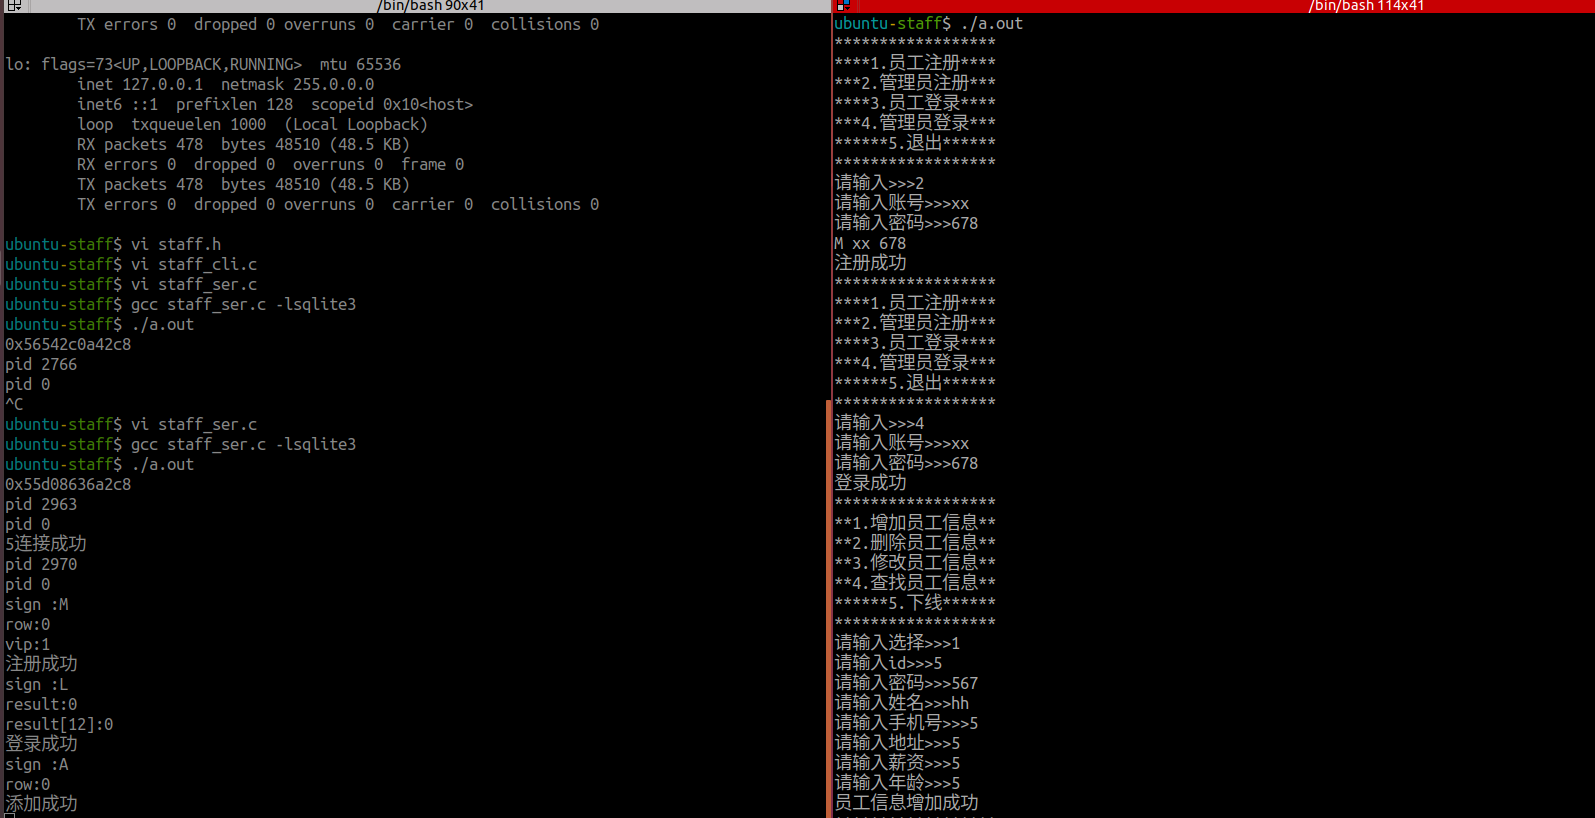 /bin/bash 90x41
TX errors 0  dropped 0 overruns 0  carrier 0  collisions 0
lo: flags=73<UP,LOOPBACK,RUNNING>  mtu 65536
inet 127.0.0.1  netmask 255.0.0.0
inet6 ::1  prefixlen 128  scopeid 0x10<host>
loop  txqueuelen 1000  (Local Loopback)
RX packets 478  bytes 48510 (48.5 KB)
RX errors 0  dropped 0  overruns 0  frame 0
TX packets 478  bytes 48510 (48.5 KB)
TX errors 0  dropped 0 overruns 0  carrier 0  collisions 0
ubuntu-staff$ vi staff.h
ubuntu-staff$ vi staff_cli.c
ubuntu-staff$ vi staff_ser.c
ubuntu-staff$ gcc staff_ser.c -lsqlite3
ubuntu-staff$ ./a.out
0x56542c0a42c8
pid 2766
pid 0
^C
ubuntu-staff$ vi staff_ser.c
ubuntu-staff$ gcc staff_ser.c -lsqlite3
ubuntu-staff$ ./a.out
0x55d08636a2c8
pid 2963
pid 0
5连接成功
pid 2970
pid 0
sign :M
row:0
vip:1
注册成功
sign :L
result:0
result[12]:0
登录成功
sign :A
row:0
添加成功
/bin/bash 114x41
ubuntu-staff$ ./a.out
******************
****1.员工注册****
***2.管理员注册***
****3.员工登录****
***4.管理员登录***
******5.退出******
******************
请输入>>>2
请输入账号>>>xx
请输入密码>>>678
M xx 678
注册成功
******************
****1.员工注册****
***2.管理员注册***
****3.员工登录****
***4.管理员登录***
******5.退出******
******************
请输入>>>4
请输入账号>>>xx
请输入密码>>>678
登录成功
******************
**1.增加员工信息**
**2.删除员工信息**
**3.修改员工信息**
**4.查找员工信息**
******5.下线******
******************
请输入选择>>>1
请输入id>>>5
请输入密码>>>567
请输入姓名>>>hh
请输入手机号>>>5
请输入地址>>>5
请输入薪资>>>5
请输入年龄>>>5
员工信息增加成功
******************